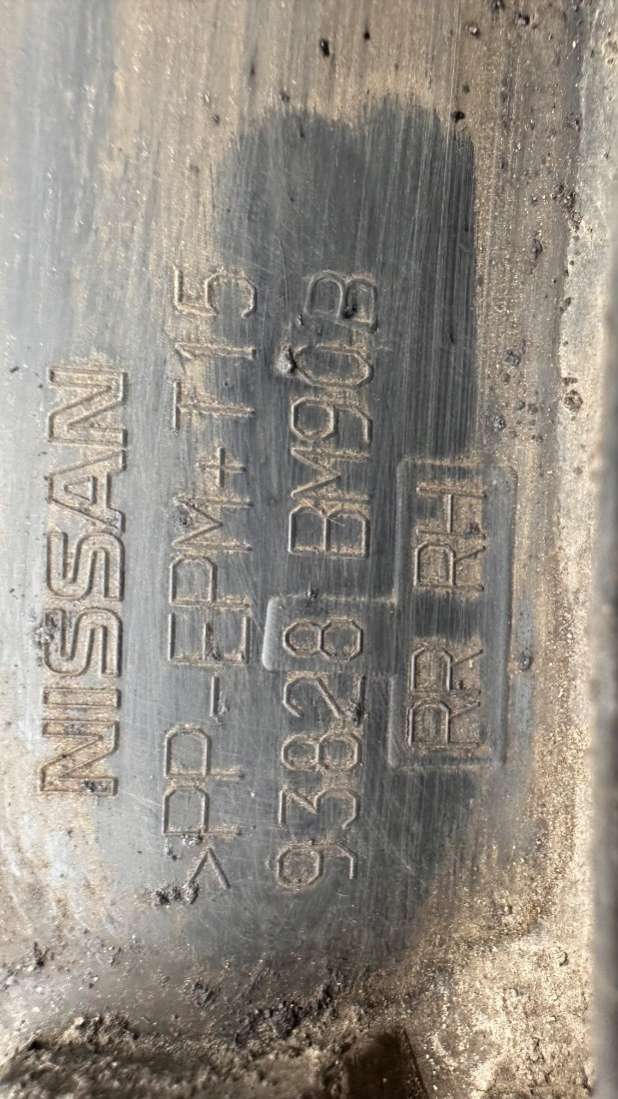 NISSAN
>PP-EPM+T15
93828 BM90B
RR RH